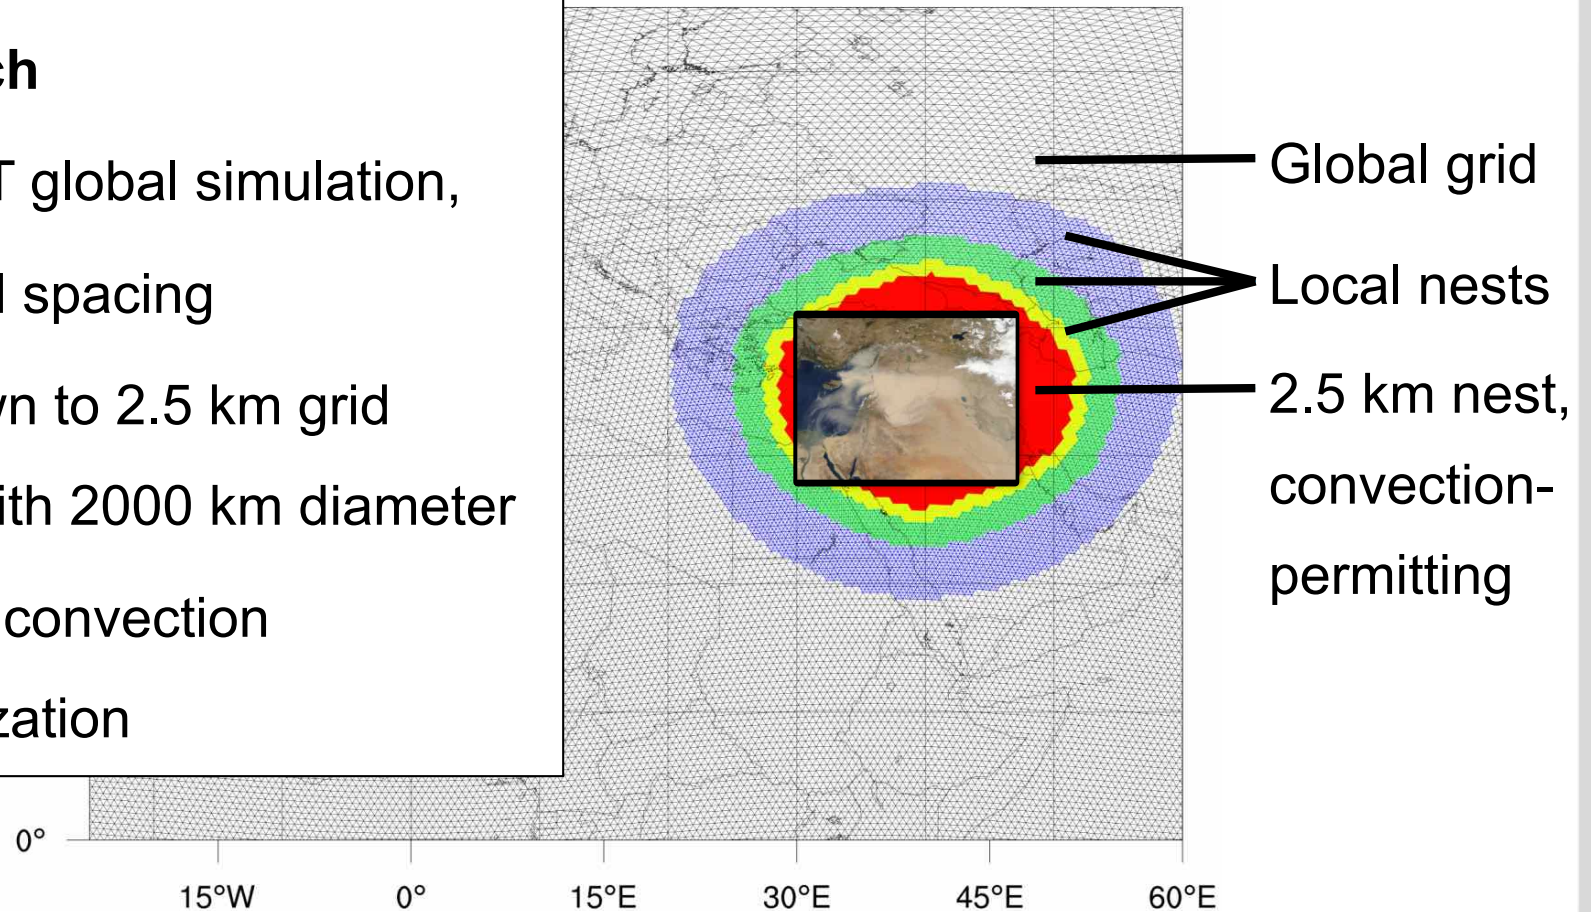 ch
T global simulation,
l spacing
wn to 2.5 km grid
ith 2000 km diameter
convection
zation
Global grid
Local nests
2.5 km nest,
convection-
permitting
0°
15°W 0° 15°E 30°E 45°E 60°E